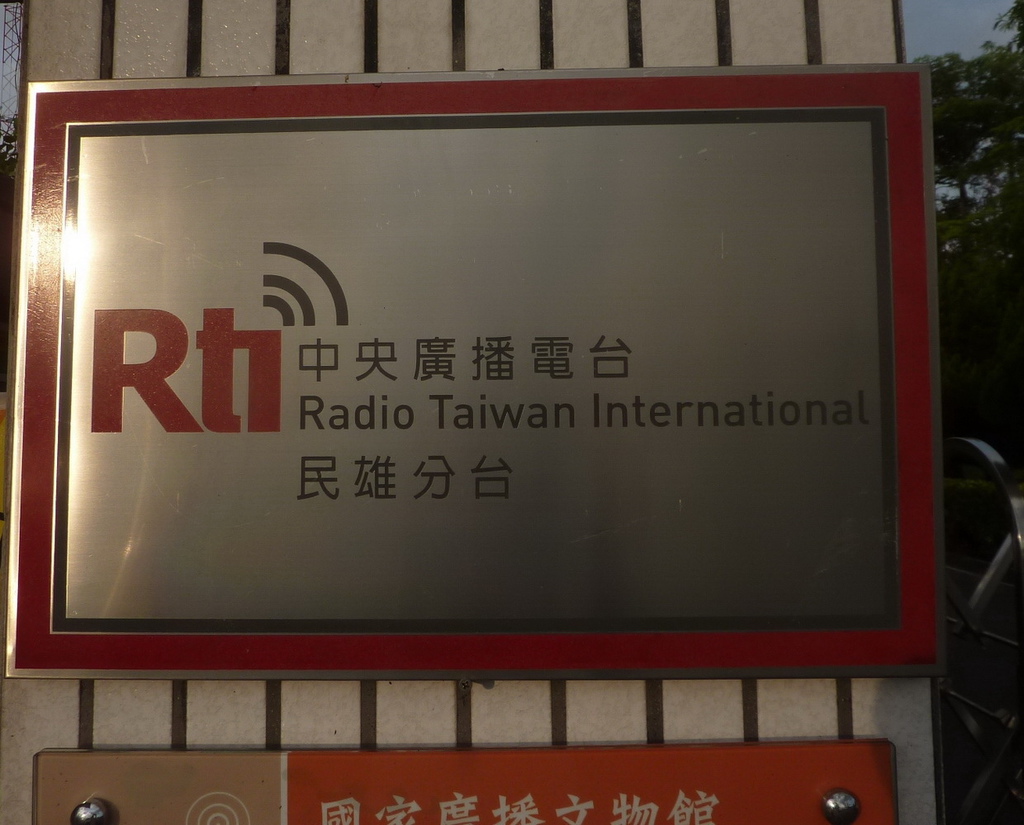 Rti
中央廣播電台
Radio Taiwan International
民雄分台
國家廣播文物館